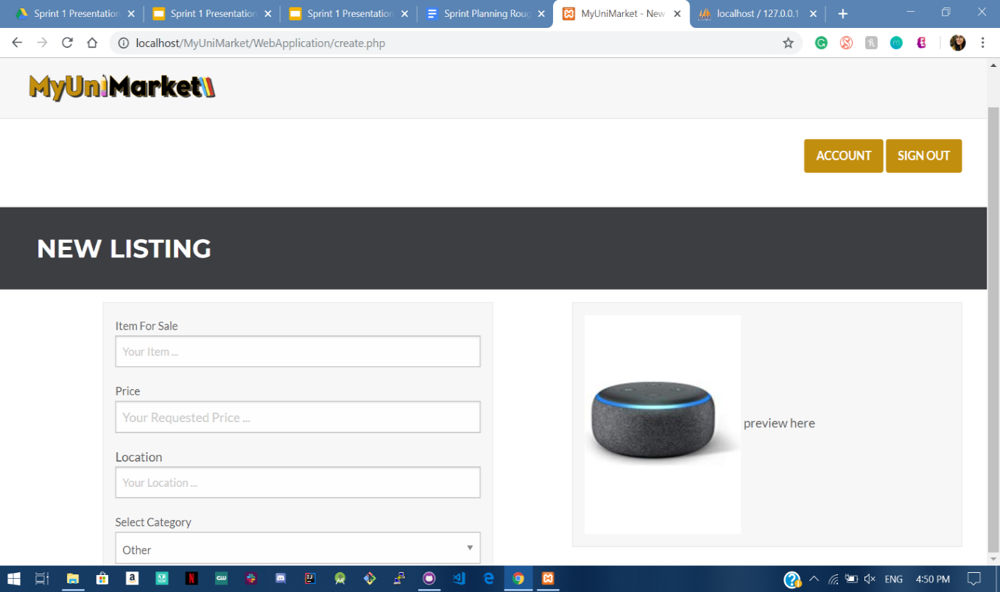 Sprint 1 Presentation
Sprint 1 Presentation
Sprint 1 Presentation
Sprint Planning Roug
MyUniMarket - New
localhost / 127.0.0.1
localhost/MyUniMarket/WebApplication/create.php
MyUniMarket
ACCOUNT SIGN OUT
NEW LISTING
Item For Sale
Your Item ...
Price
Your Requested Price ...
Location
Your Location ...
Select Category
Other
preview here
ENG 4:50 PM